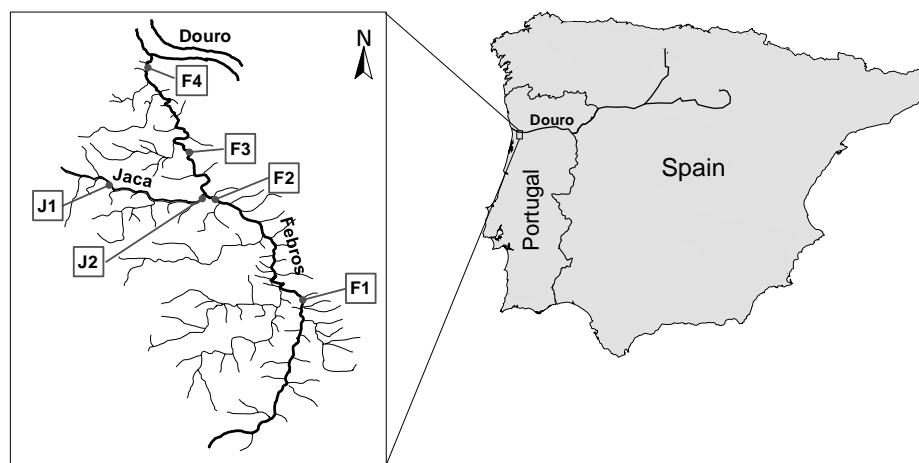 Douro
N
F4
F3
Jaca
F2
J1
J2
Febros
F1
Douro
Portugal
Spain